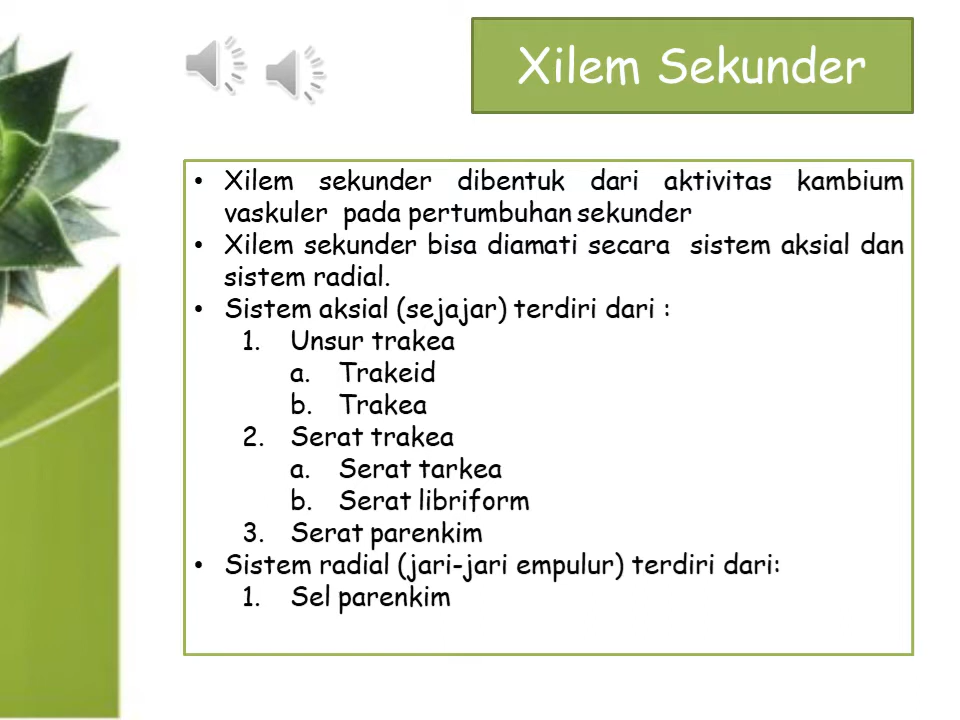 Xilem Sekunder
• Xilem sekunder dibentuk dari aktivitas kambium
vaskuler pada pertumbuhan sekunder
• Xilem sekunder bisa diamati secara sistem aksial dan
sistem radial.
• Sistem aksial (sejajar) terdiri dari :
1. Unsur trakea
a. Trakeid
b. Trakea
2. Serat trakea
a. Serat tarkea
b. Serat libriform
3. Serat parenkim
• Sistem radial (jari-jari empulur) terdiri dari:
1. Sel parenkim